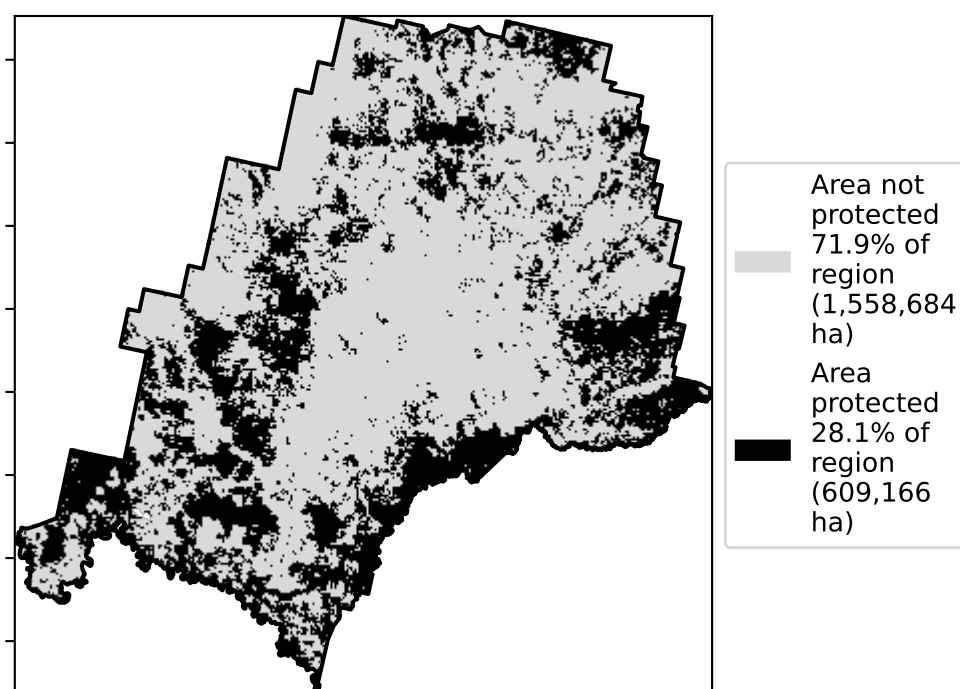 Area not
protected
71.9% of
region
(1,558,684
ha)
Area
protected
28.1% of
region
(609,166
ha)